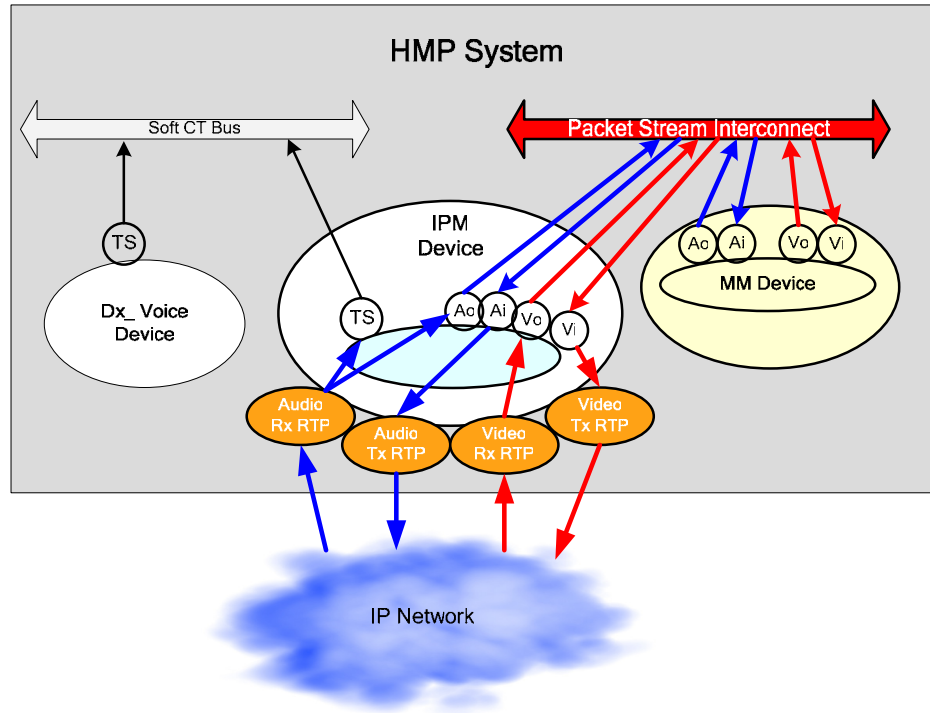 HMP System
Soft CT Bus
Packet Stream Interconnect
TS
Dx_ Voice
Device
IPM
Device
TS
Ao
Ai
Vo
Vi
Ao
Ai
Vo
Vi
MM Device
Audio
Rx RTP
Audio
Tx RTP
Video
Rx RTP
Video
Tx RTP
IP Network